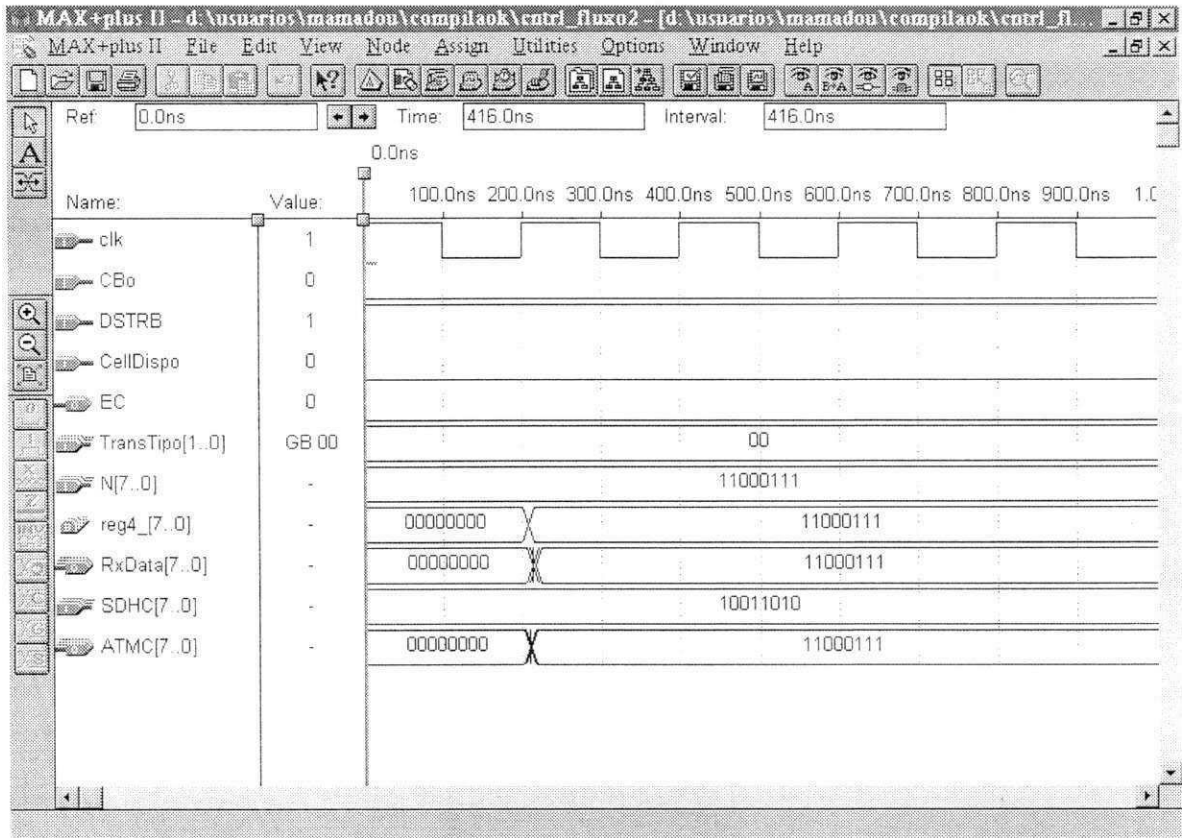 MAX+plus II - d:\usuarios\mamadou\compilaok\cntrl_fluxo2 - [d:\usuarios\mamadou\compilaok\cntrl_fl...
MAX+plus II File Edit View Node Assign Utilities Options Window Help
Ref: 0.0ns Time: 416.0ns Interval: 416.0ns
0.0ns
Name: Value: 100.0ns 200.0ns 300.0ns 400.0ns 500.0ns 600.0ns 700.0ns 800.0ns 900.0ns 1.0
clk 1
CBo 0
DSTRB 1
CellDispo 0
EC 0
TransTipo[1..0] GB 00 00
N[7..0] - 11000111
reg4_[7..0] - 00000000 11000111
RxData[7..0] - 00000000 11000111
SDHC[7..0] - 10011010
ATMC[7..0] - 00000000 11000111